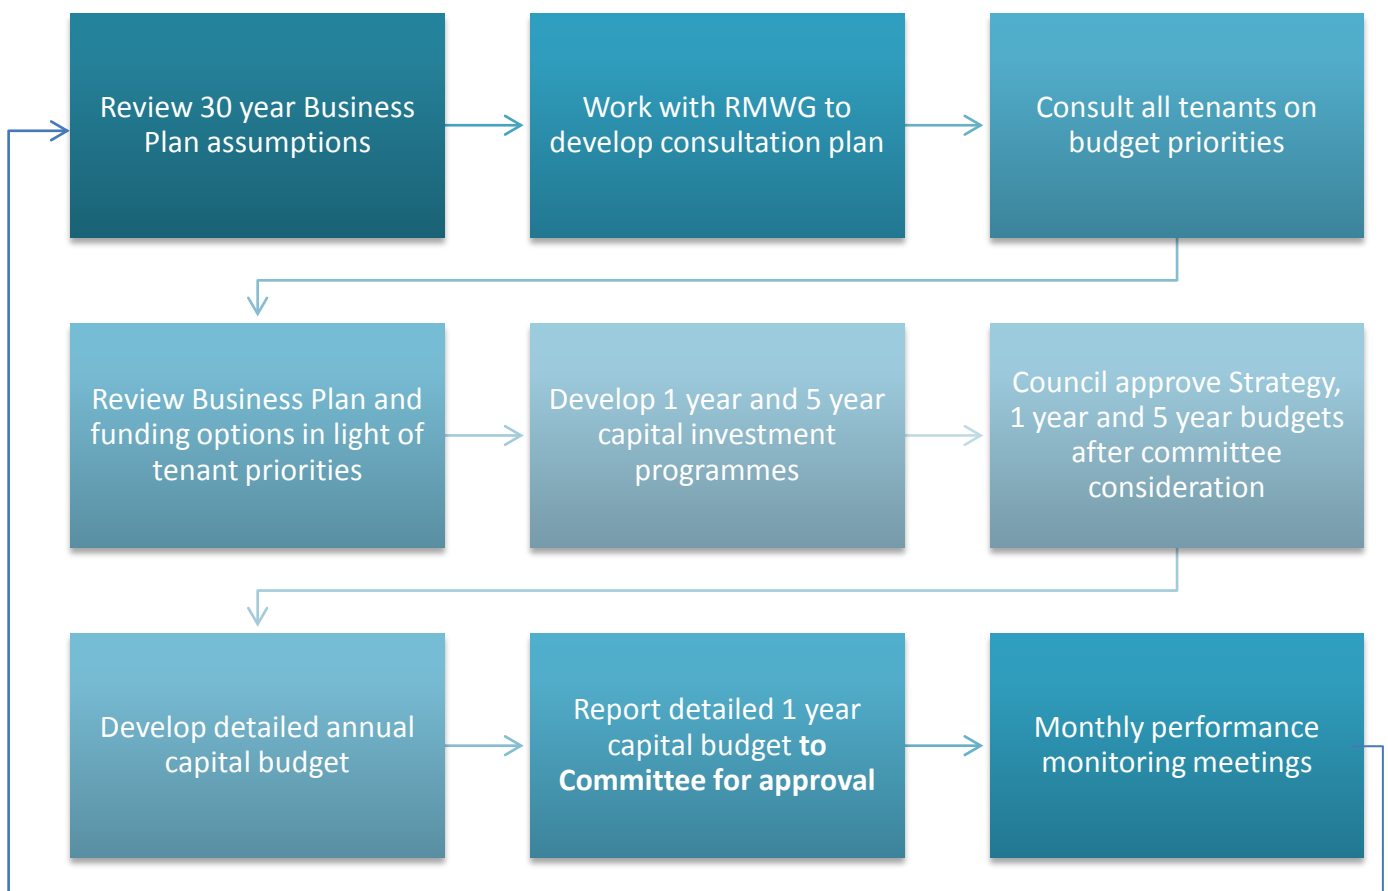 Review 30 year Business
Plan assumptions
Work with RMWG to
develop consultation plan
Consult all tenants on
budget priorities
Review Business Plan and
funding options in light of
tenant priorities
Develop 1 year and 5 year
capital investment
programmes
Council approve Strategy,
1 year and 5 year budgets
after committee
consideration
Develop detailed annual
capital budget
Report detailed 1 year
capital budget to
Committee for approval
Monthly performance
monitoring meetings